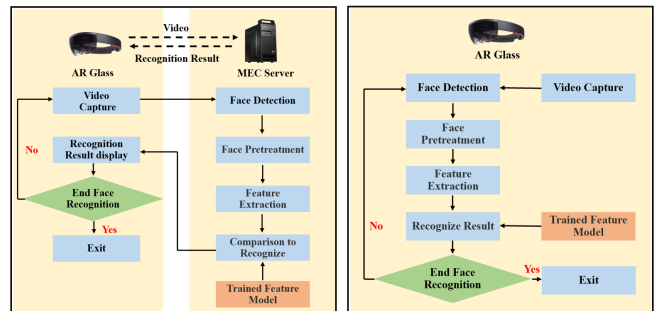 Video
Recognition Result
AR Glass
MEC Server
Video
Capture
Face Detection
Recognition
Result display
Face Pretreatment
No
End Face
Recognition
Feature
Extraction
Yes
Exit
Comparison to
Recognize
Trained Feature
Model
AR Glass
Face Detection
Video Capture
Face
Pretreatment
Feature
Extraction
No
Recognize Result
Trained Feature
Model
End Face
Recognition
Yes
Exit